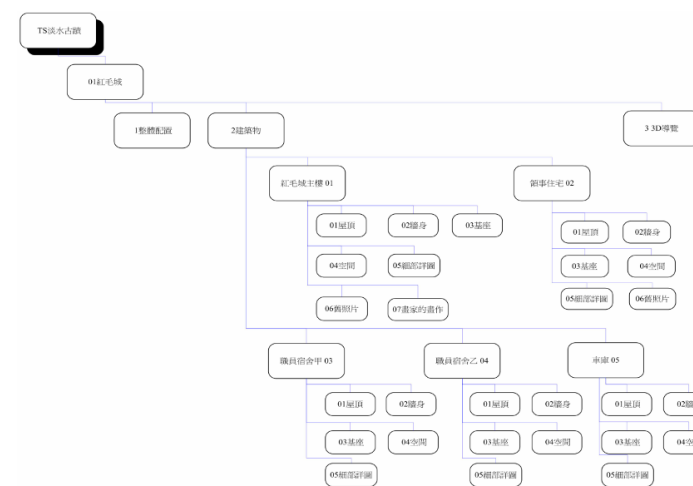 TS淡水古蹟
01紅毛城
1整體配置
2建築物
3 3D導覽
紅毛城主樓 01
領事住宅 02
01屋頂
02牆身
03基座
04空間
05細部詳圖
06舊照片
07畫家的畫作
01屋頂
02牆身
03基座
04空間
05細部詳圖
06舊照片
職員宿舍甲 03
職員宿舍乙 04
車庫 05
01屋頂
02牆身
03基座
04空間
05細部詳圖
01屋頂
02牆身
03基座
04空間
05細部詳圖
01屋頂
02
03基座
04空
05細部詳圖